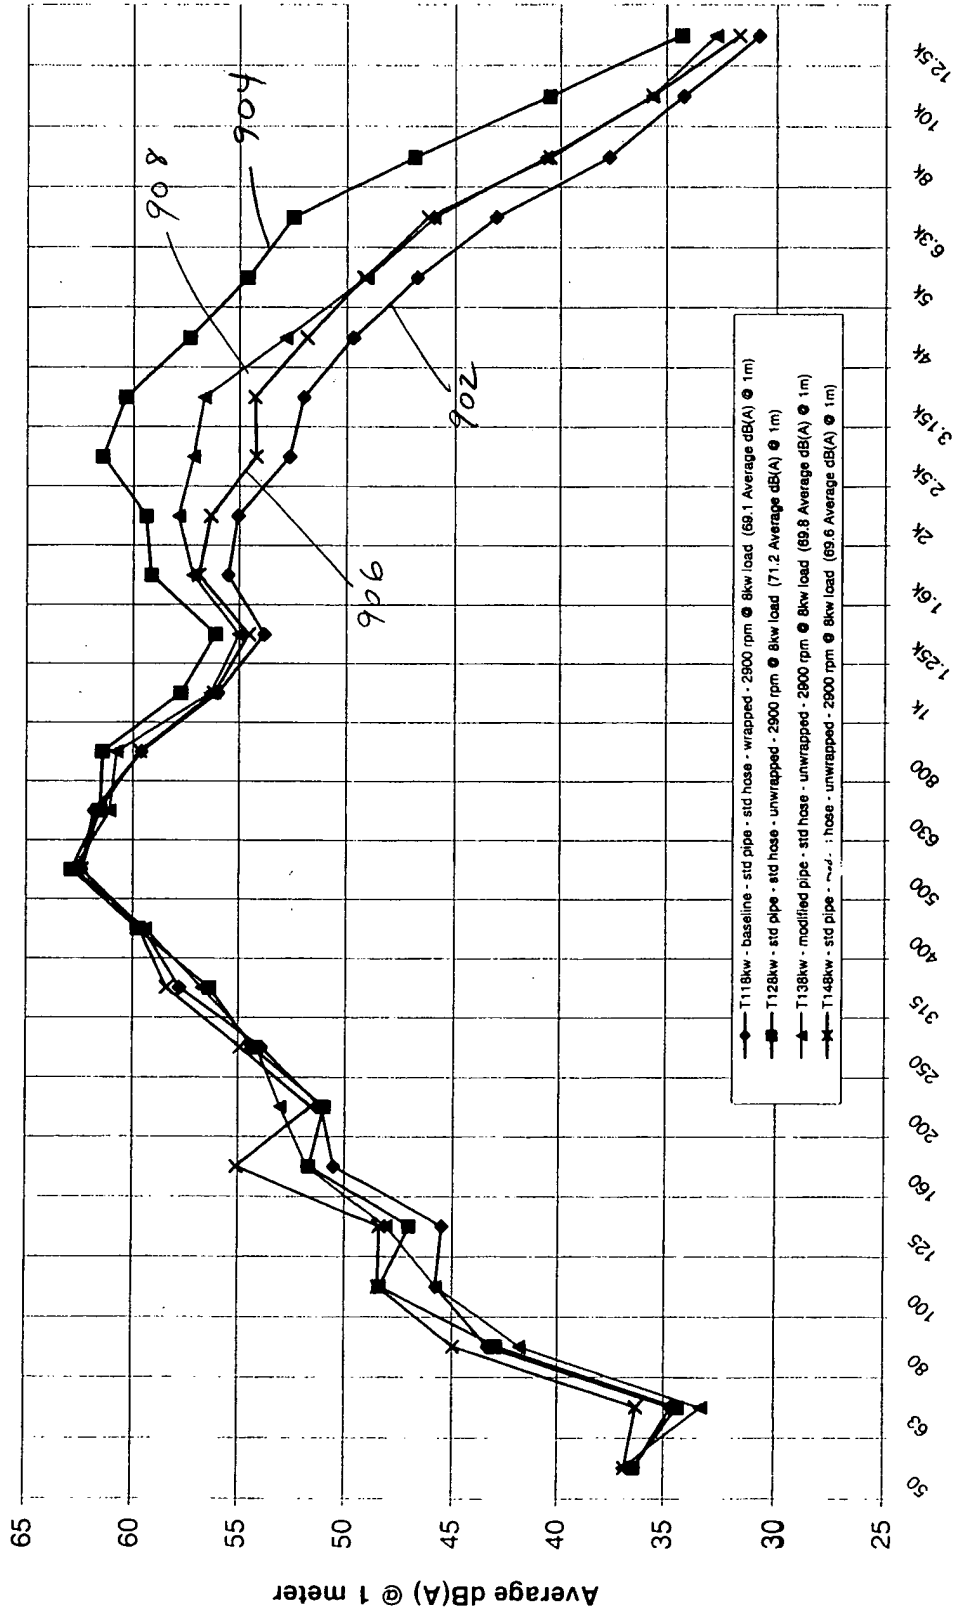 65
60
55
50
45
40
35
30
25
Average dB(A) @ 1 meter
50
63
80
100
125
160
200
250
315
400
500
630
800
1k
1.25k
1.6k
2k
2.5k
3.15k
4k
5k
6.3k
8k
10k
12.5k
904
908
902
906
T118kw - baseline - std pipe - std hose - wrapped - 2900 rpm @ 8kw load (69.1 Average dB(A) @ 1m)
T128kw - std pipe - std hose - unwrapped - 2900 rpm @ 8kw load (71.2 Average dB(A) @ 1m)
T138kw - modified pipe - std hose - unwrapped - 2900 rpm @ 8kw load (69.8 Average dB(A) @ 1m)
T148kw - std pipe - hose - unwrapped - 2900 rpm @ 8kw load (69.6 Average dB(A) @ 1m)